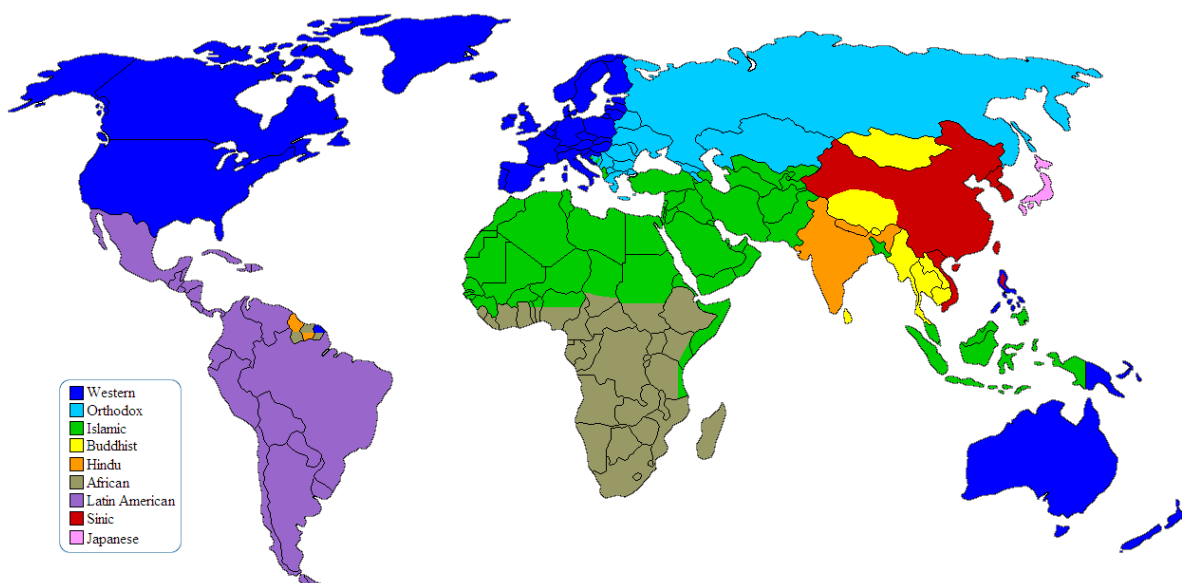 Western
Orthodox
Islamic
Buddhist
Hindu
African
Latin American
Sinic
Japanese